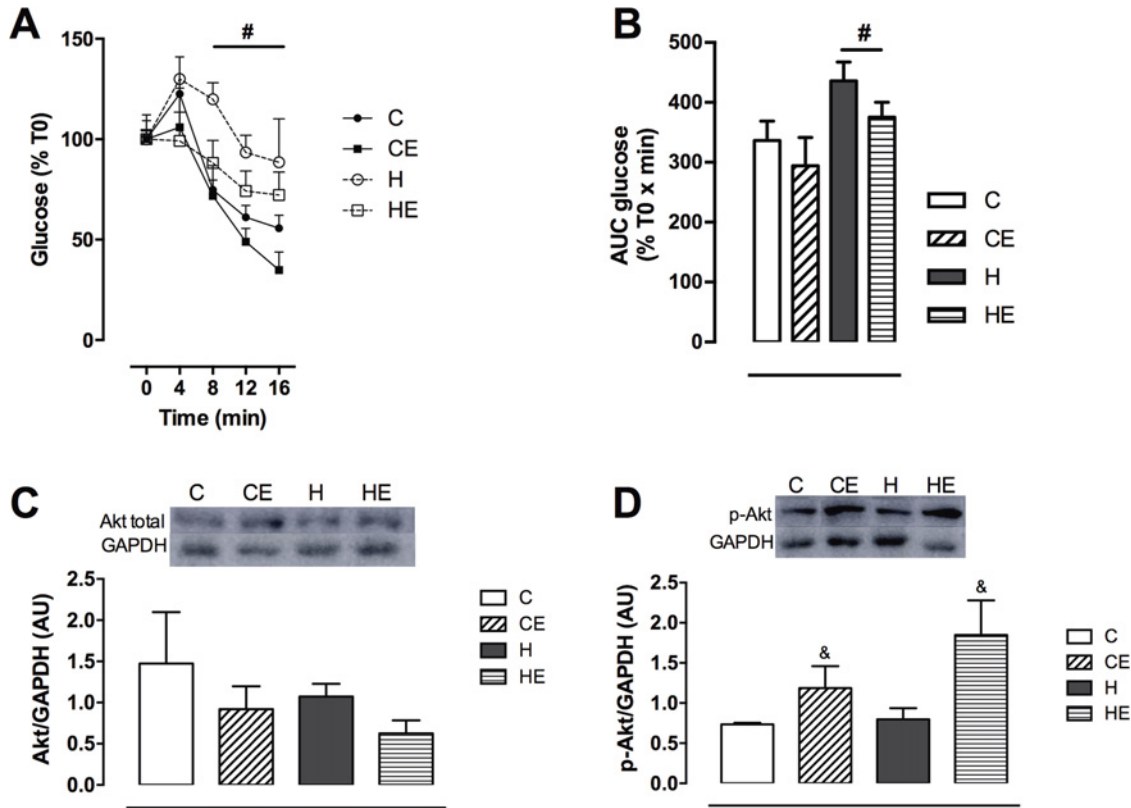 A
Glucose (% T0)
150
100
50
0
#
0 4 8 12 16
Time (min)
C
CE
H
HE
B
AUC glucose
(% T0 x min)
500
400
300
200
100
0
#
C
CE
H
HE
C
C CE H HE
Akt total
GAPDH
Akt/GAPDH (AU)
2.5
2.0
1.5
1.0
0.5
0.0
C
CE
H
HE
D
C CE H HE
p-Akt
GAPDH
p-Akt/GAPDH (AU)
2.5
2.0
1.5
1.0
0.5
0.0
&
&
C
CE
H
HE